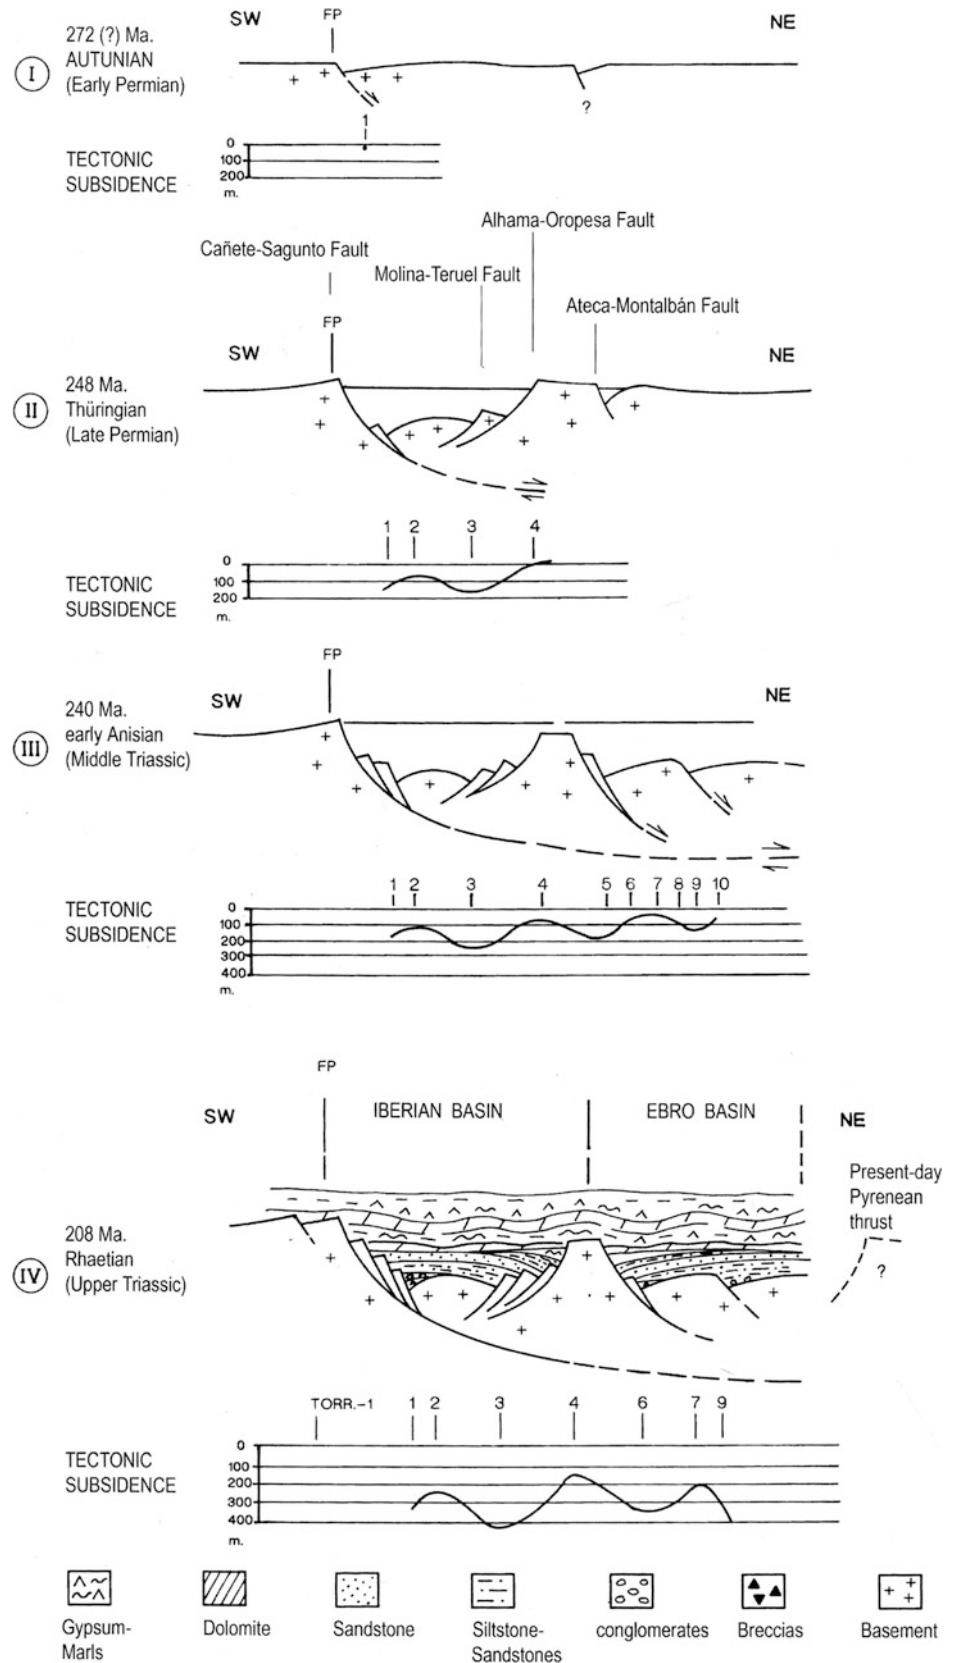 SW
FP
NE
272 (?) Ma.
AUTUNIAN
(Early Permian)
I
?
1
TECTONIC
SUBSIDENCE
0
100
200
m.
Alhama-Oropesa Fault
Cañete-Sagunto Fault
Molina-Teruel Fault
Ateca-Montalbán Fault
FP
SW
NE
248 Ma.
Thüringian
(Late Permian)
II
1 2 3 4
TECTONIC
SUBSIDENCE
0
100
200
m.
FP
SW
NE
240 Ma.
early Anisian
(Middle Triassic)
III
1 2 3 4 5 6 7 8 9 10
TECTONIC
SUBSIDENCE
0
100
200
300
400
m.
FP
SW
IBERIAN BASIN
EBRO BASIN
NE
Present-day
Pyrenean
thrust
?
208 Ma.
Rhaetian
(Upper Triassic)
IV
TORR.-1 1 2 3 4 6 7 9
TECTONIC
SUBSIDENCE
0
100
200
300
400
m.
Gypsum-
Marls
Dolomite
Sandstone
Siltstone-
Sandstones
conglomerates
Breccias
Basement